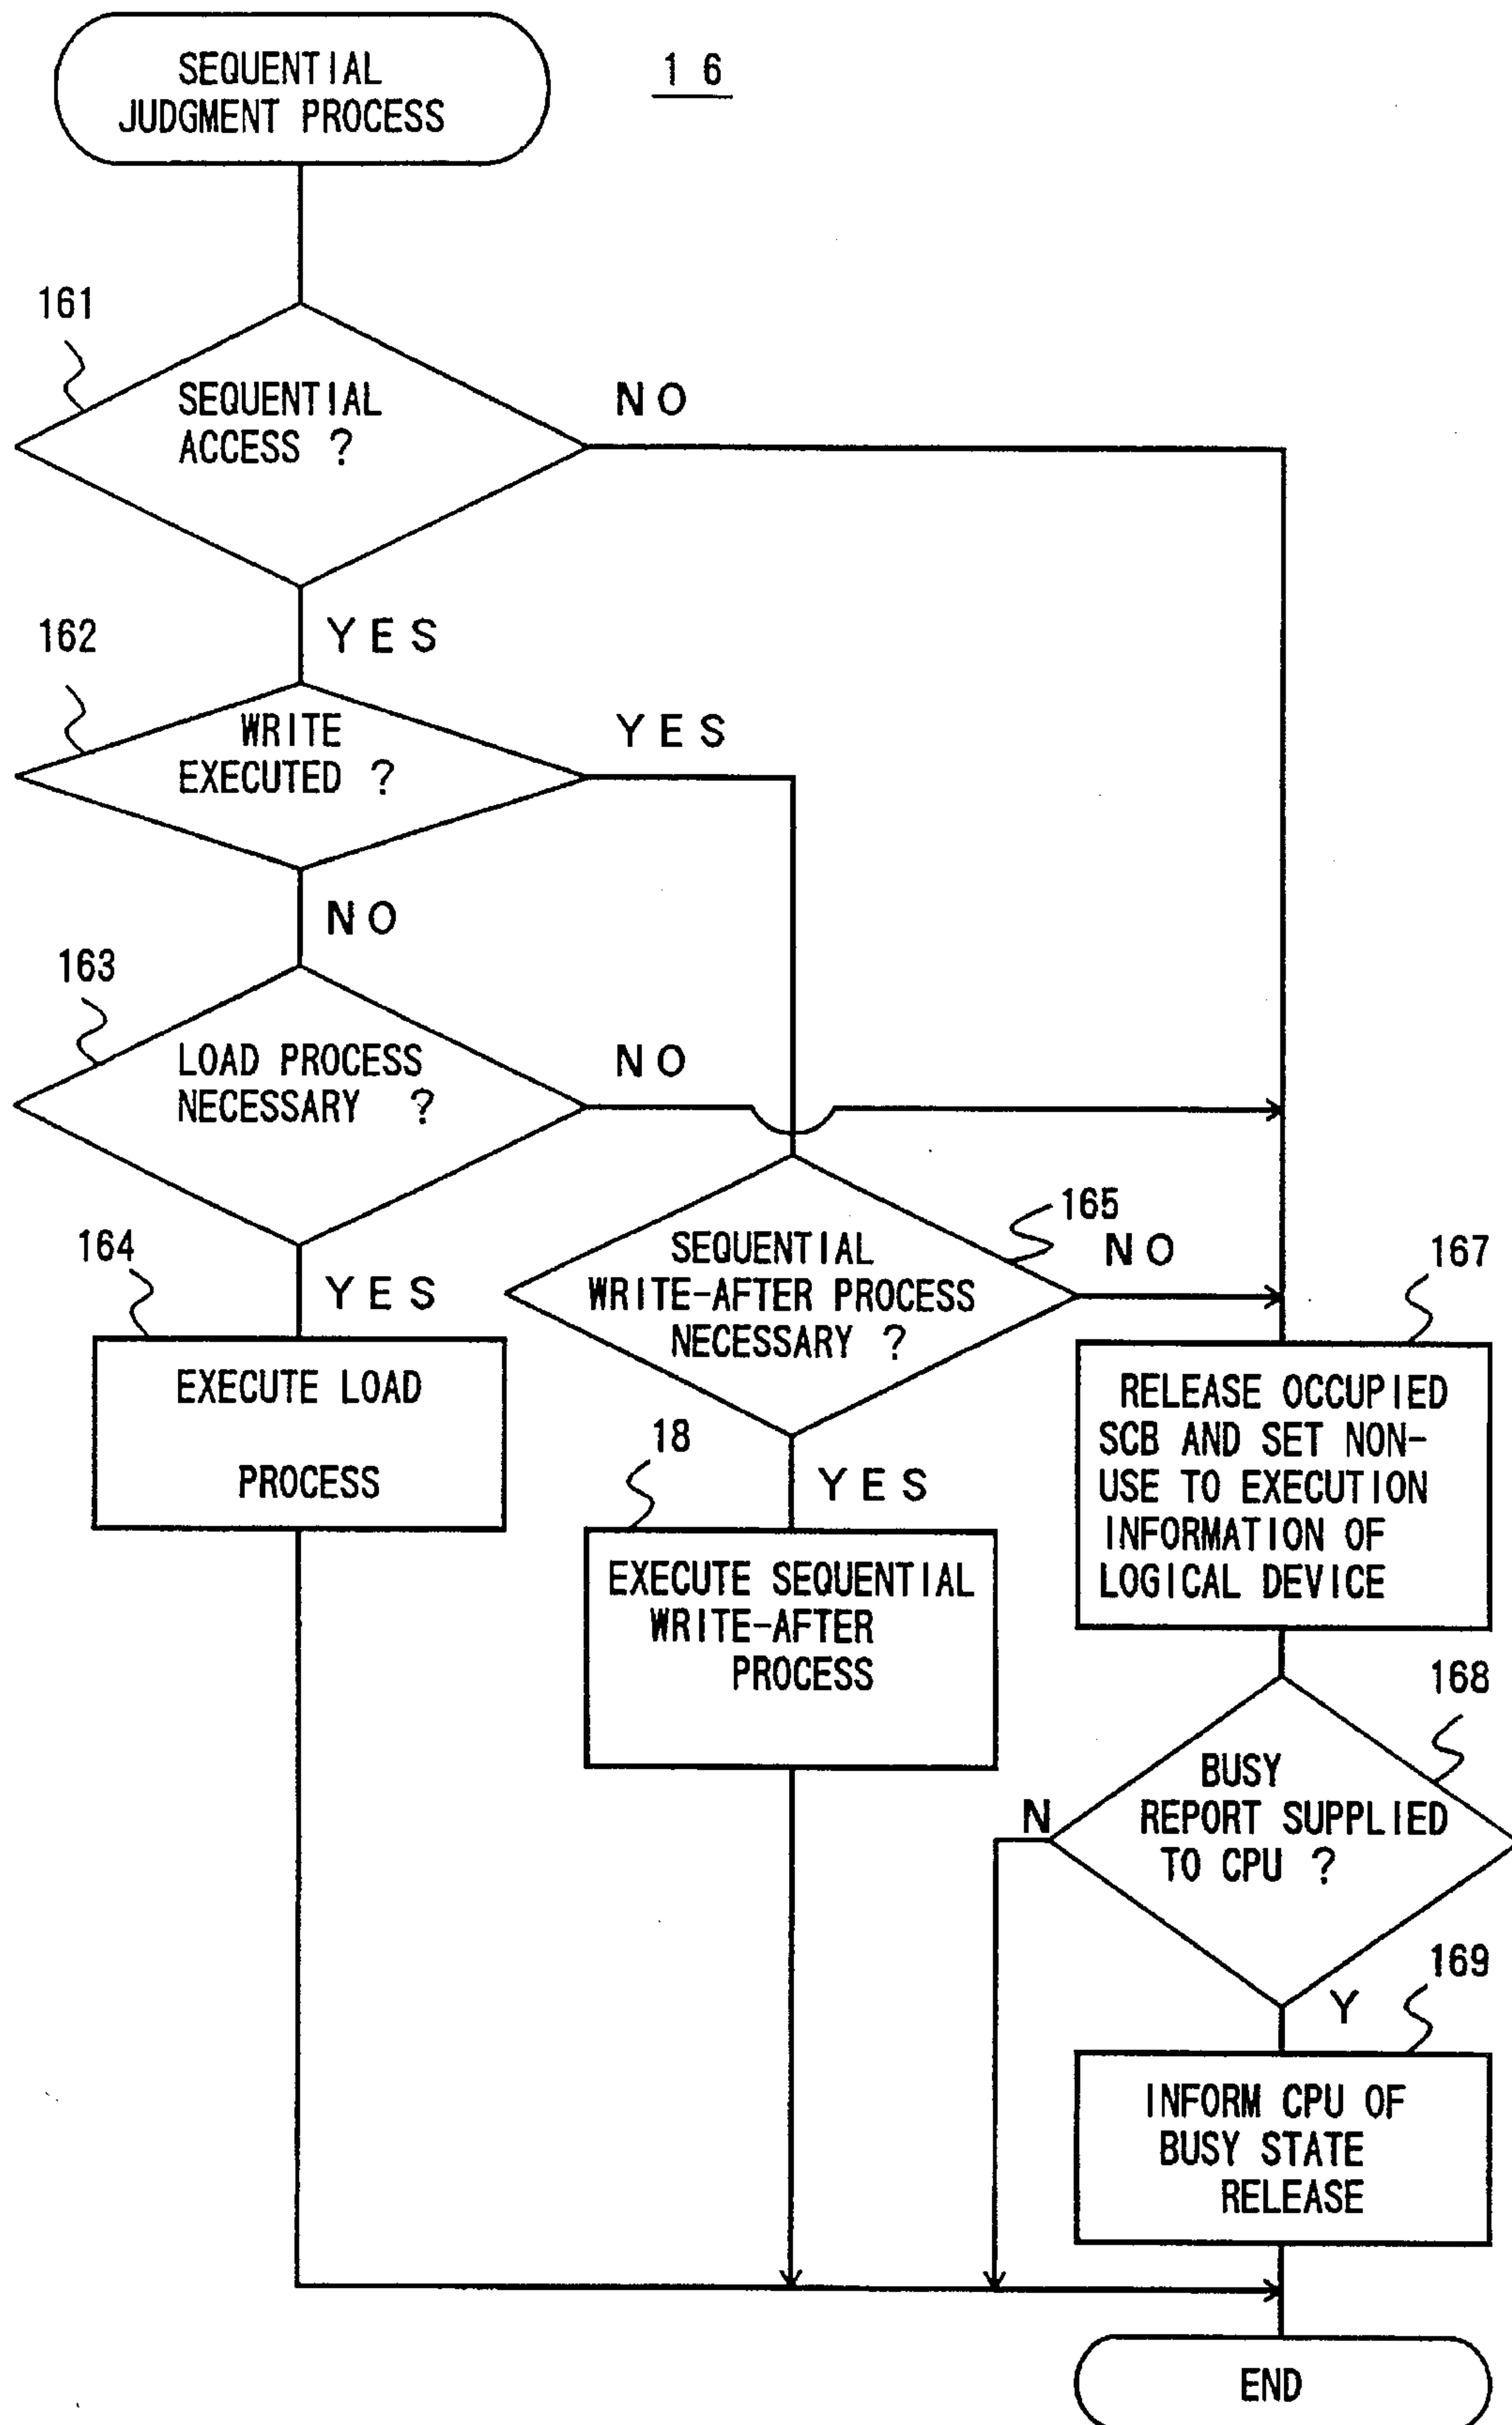 SEQUENTIAL
JUDGMENT PROCESS
16
161
SEQUENTIAL
ACCESS ?
NO
YES
162
WRITE
EXECUTED ?
YES
NO
163
LOAD PROCESS
NECESSARY ?
NO
YES
164
EXECUTE LOAD
PROCESS
165
SEQUENTIAL
WRITE-AFTER PROCESS
NECESSARY ?
NO
YES
18
EXECUTE SEQUENTIAL
WRITE-AFTER
PROCESS
167
RELEASE OCCUPIED
SCB AND SET NON-
USE TO EXECUTION
INFORMATION OF
LOGICAL DEVICE
168
BUSY
REPORT SUPPLIED
TO CPU ?
N
Y
169
INFORM CPU OF
BUSY STATE
RELEASE
END